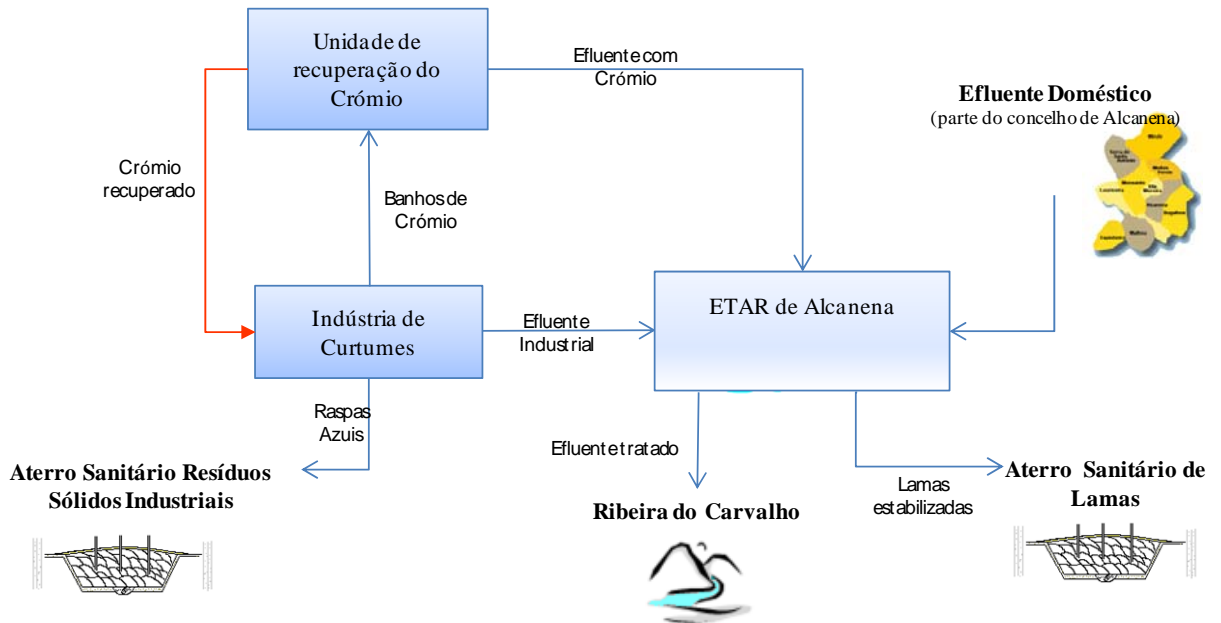 Unidade de
recuperação do
Crómio
Efluente com
Crómio
Efluente Doméstico
(parte do concelho de Alcanena)
Crómio
recuperado
Banhos de
Crómio
Indústria de
Curtumes
Efluente
Industrial
ETAR de Alcanena
Raspas
Azuis
Aterro Sanitário Resíduos
Sólidos Industriais
Efluente tratado
Ribeira do Carvalho
Lamas
estabilizadas
Aterro Sanitário de
Lamas